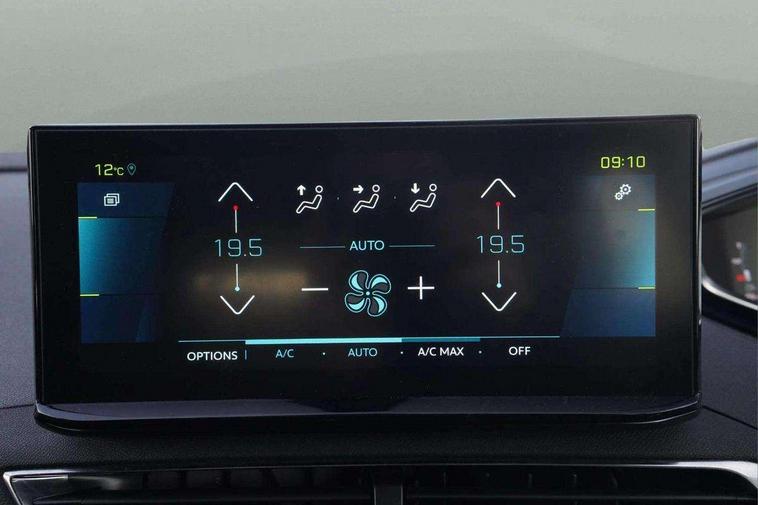 12°C 09:10
19.5 19.5
AUTO
OPTIONS A/C AUTO A/C MAX OFF